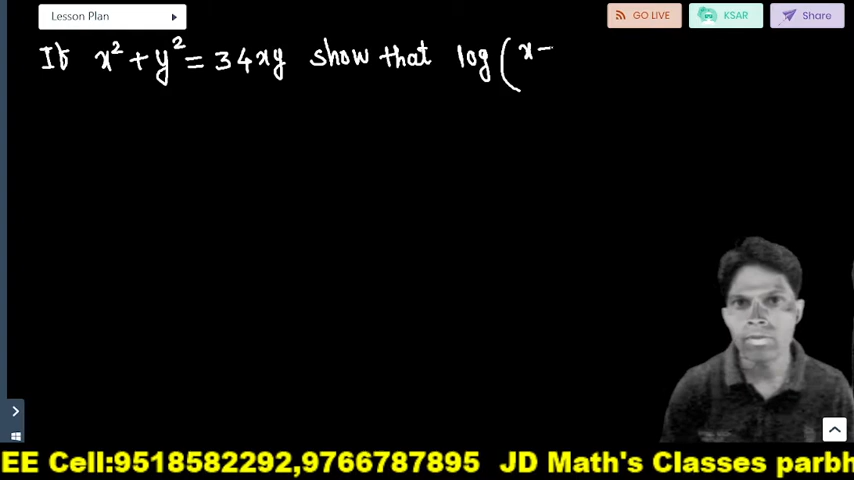 Lesson Plan
GO LIVE
KSAR
Share
If x² + y² = 34xy show that log (x-
EE Cell:9518582292,9766787895 JD Math's Classes parbh